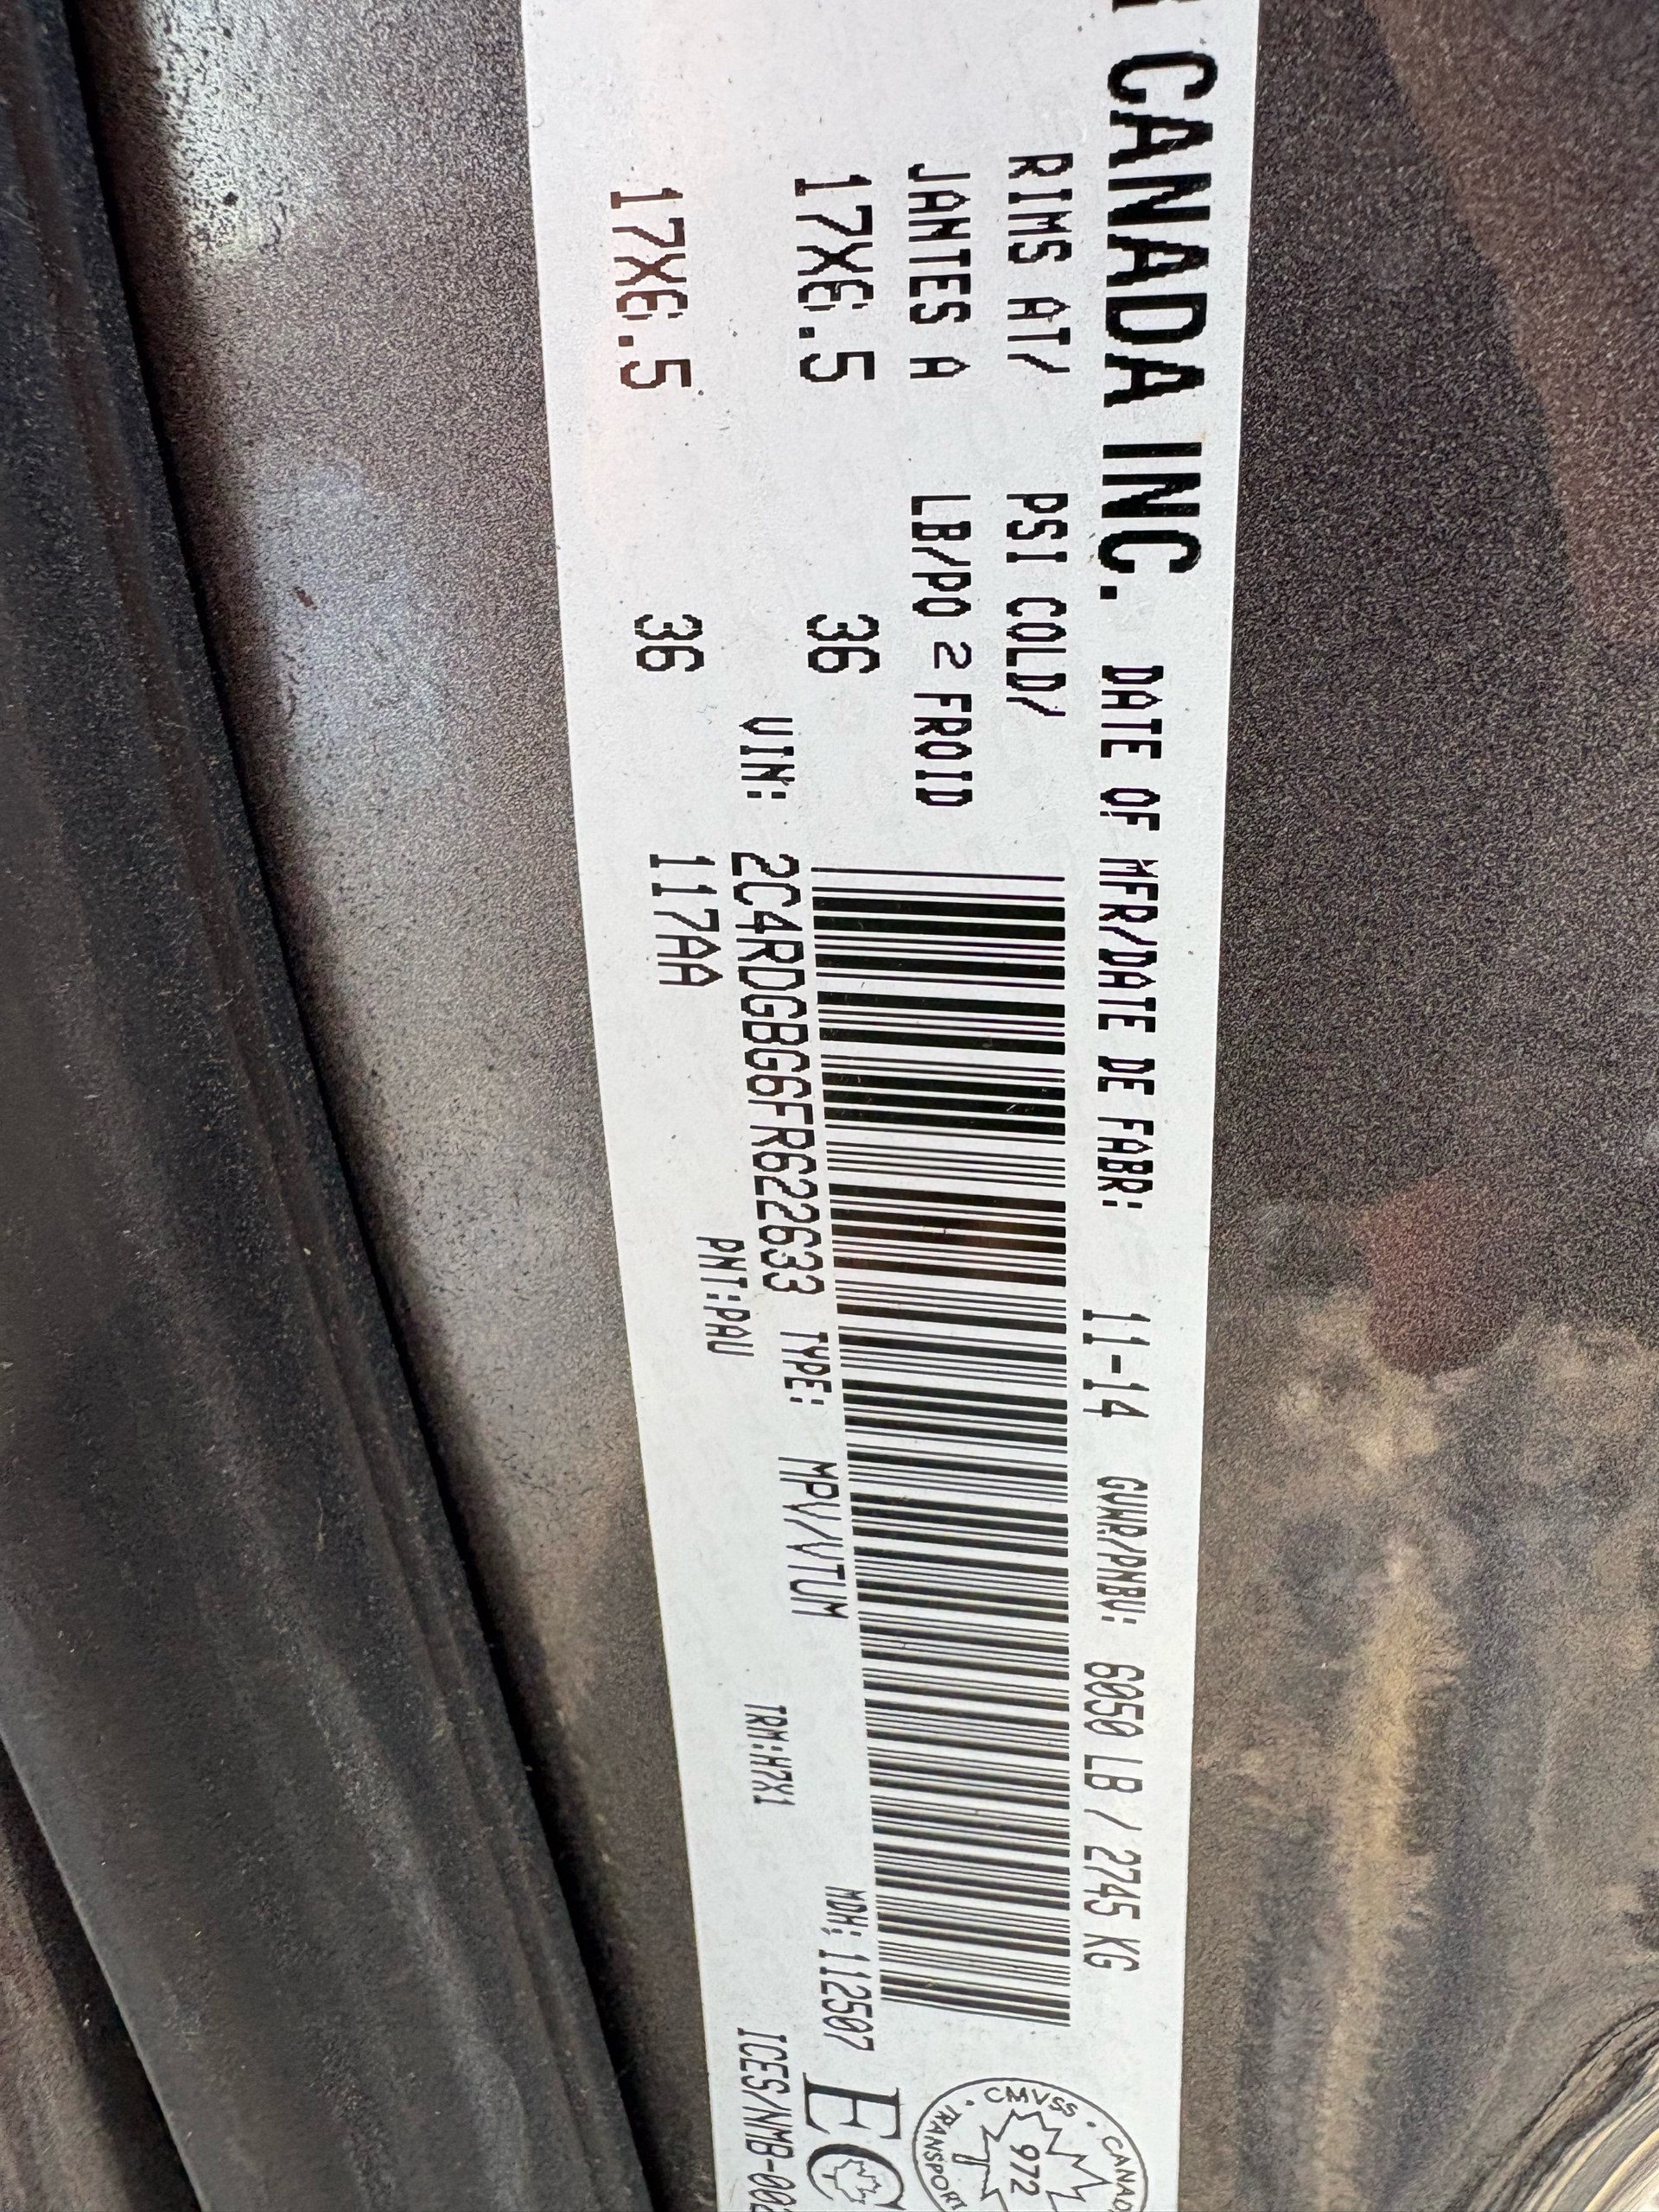 CANADA INC. DATE OF MFR/DATE DE FABR: 11-14 GVWR/PNBV: 6050 LB / 2745 KG
RIMS AT/ PSI COLD/
JANTES A LB/PO 2 FROID
17X6.5 36
VIN: 2C4RDGBG6FR622633 TYPE: MPV/VTUM MDH: 112507
17X6.5 36 117AA PNT:PAU TRM:H7X1
EC
CMVSS · CANADA
972
TRANSPORT
ICES/NMB-002